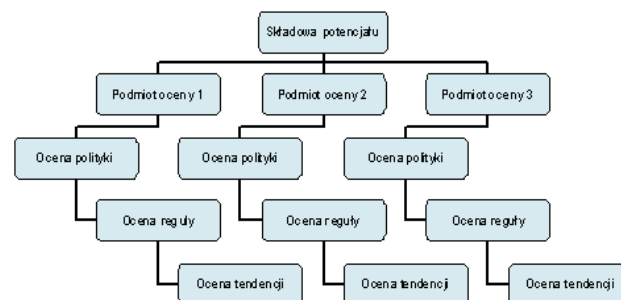 Składowa potencjału
Podmiot oceny 1
Podmiot oceny 2
Podmiot oceny 3
Ocena polityki
Ocena polityki
Ocena polityki
Ocena reguły
Ocena reguły
Ocena reguły
Ocena tendencji
Ocena tendencji
Ocena tendencji